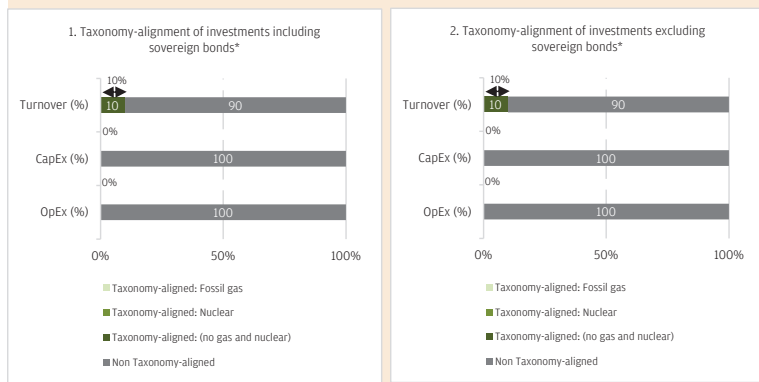 1. Taxonomy-alignment of investments including
sovereign bonds*
10%
Turnover (%)
10
90
0%
CapEx (%)
100
0%
OpEx (%)
100
0%
50%
100%
Taxonomy-aligned: Fossil gas
Taxonomy-aligned: Nuclear
Taxonomy-aligned: (no gas and nuclear)
Non Taxonomy-aligned
2. Taxonomy-alignment of investments excluding
sovereign bonds*
10%
Turnover (%)
10
90
0%
CapEx (%)
100
0%
OpEx (%)
100
0%
50%
100%
Taxonomy-aligned: Fossil gas
Taxonomy-aligned: Nuclear
Taxonomy-aligned: (no gas and nuclear)
Non Taxonomy-aligned